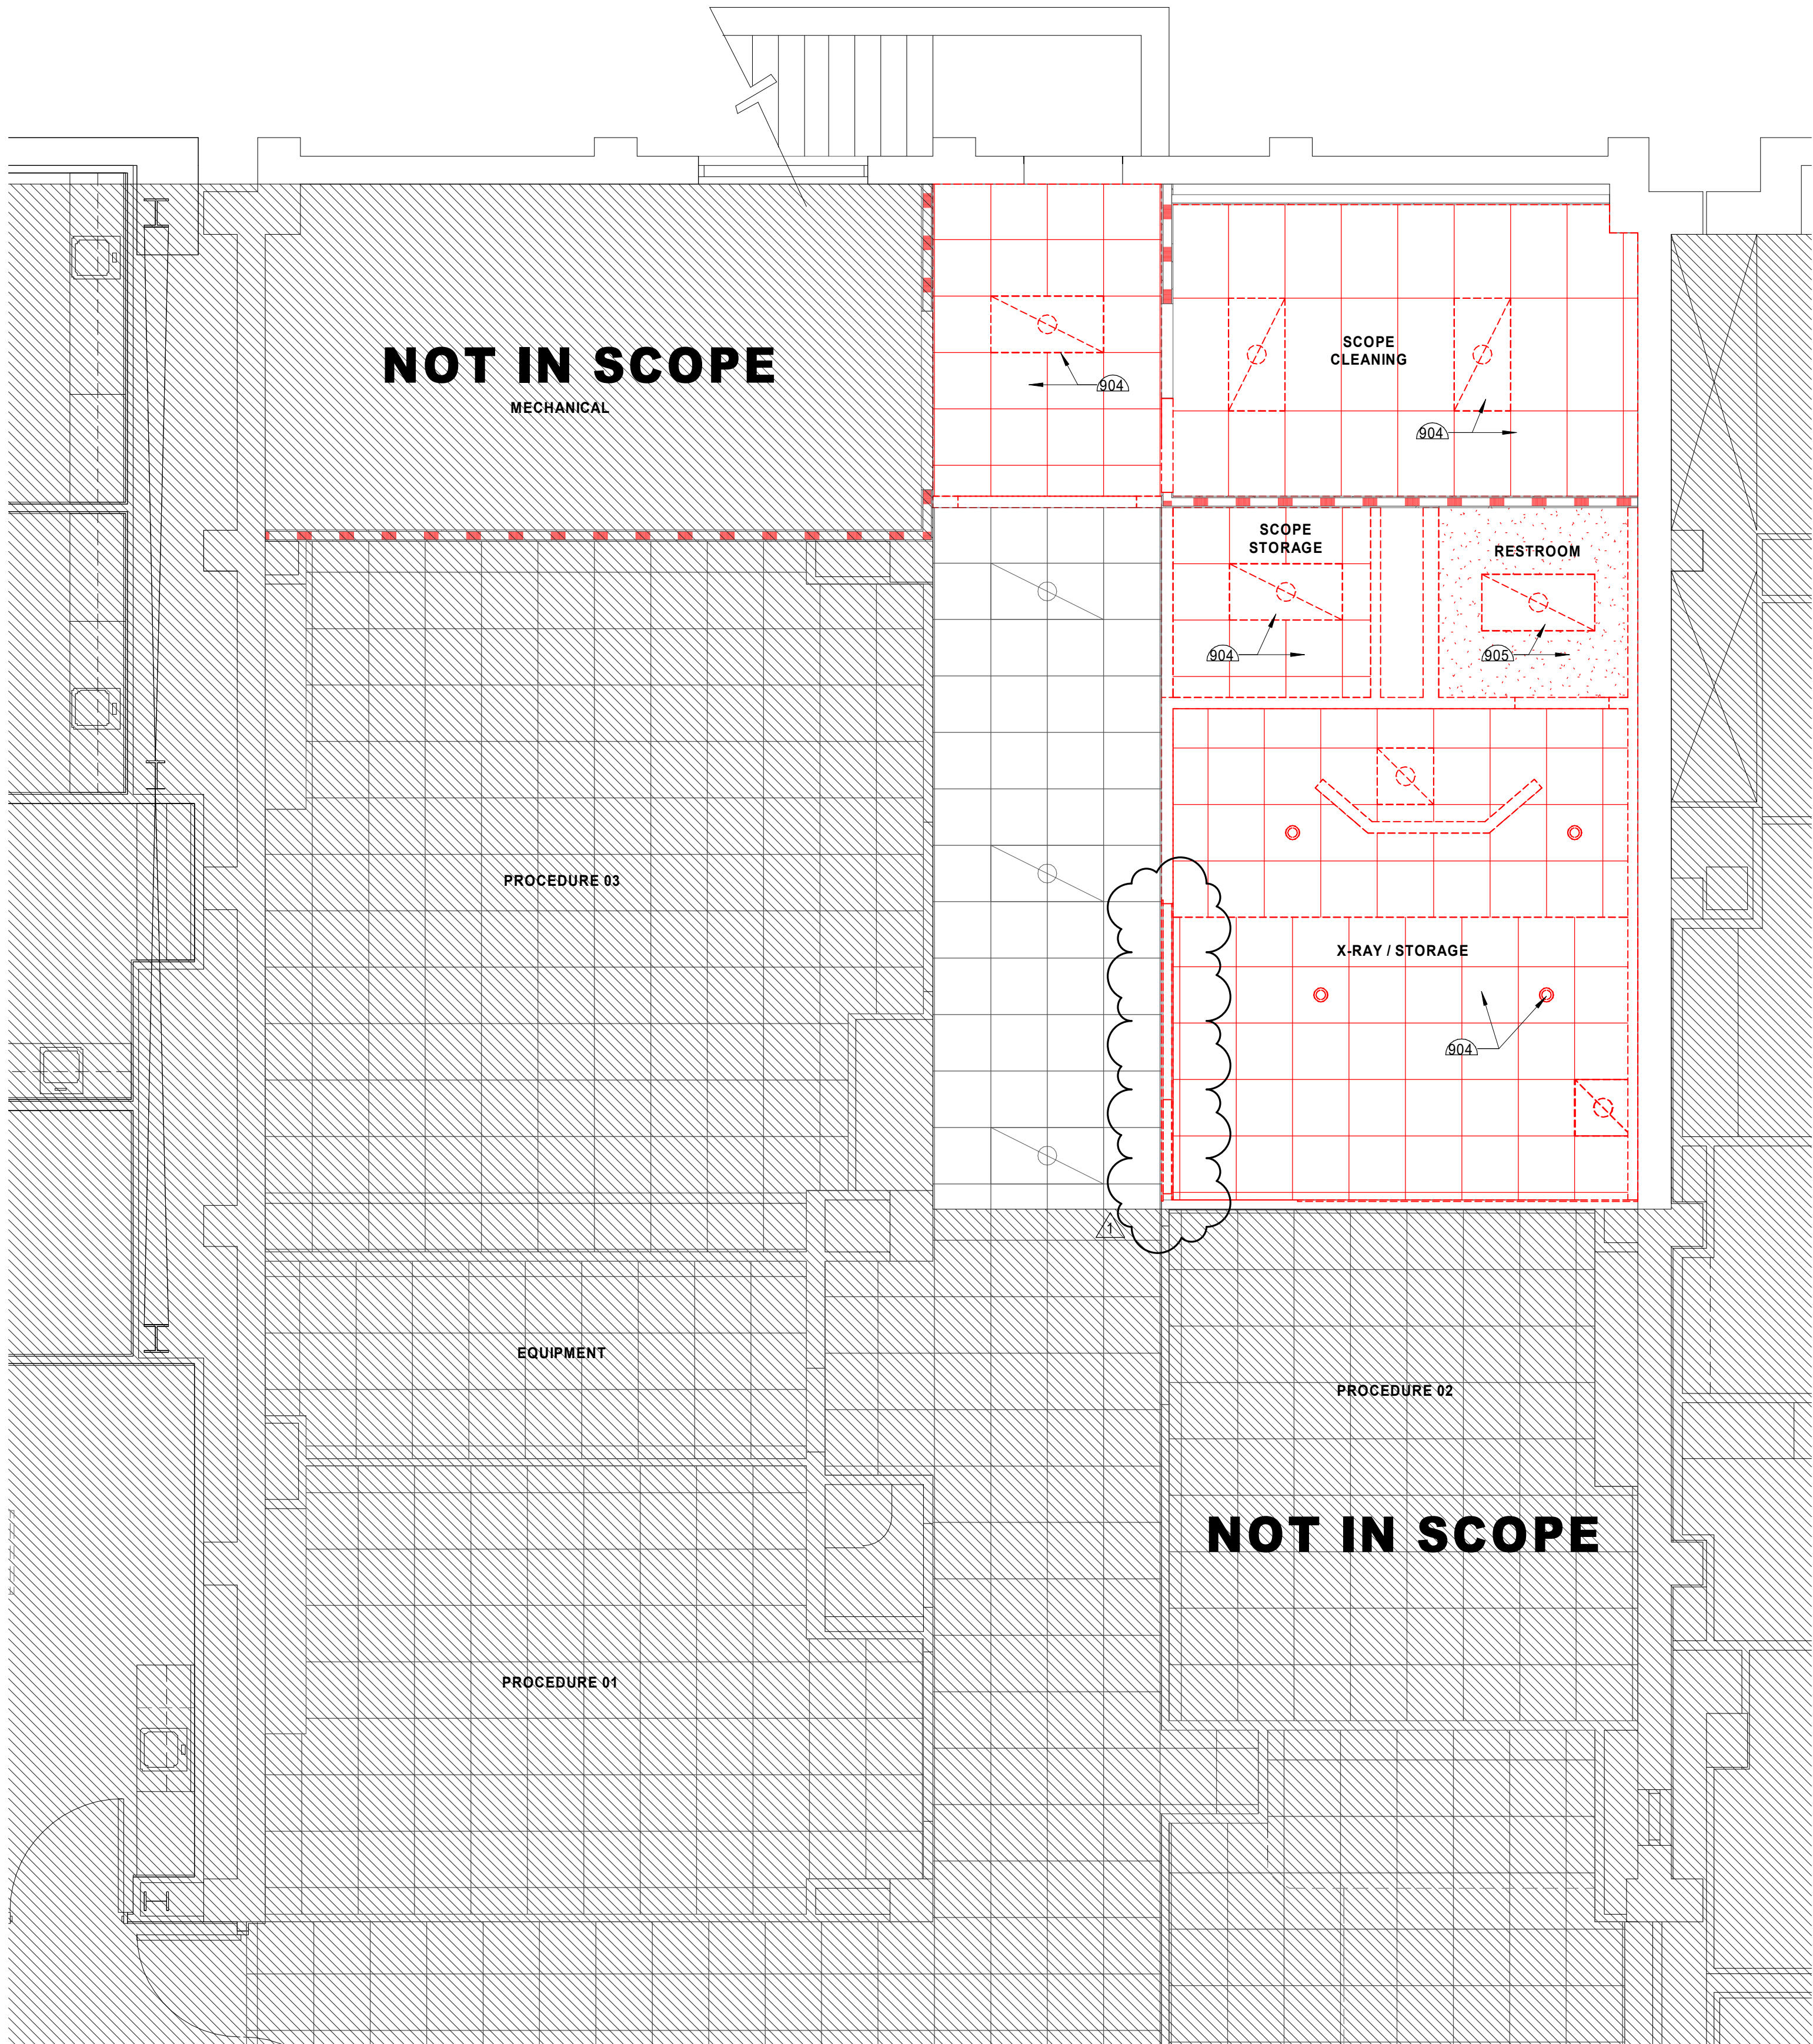 NOT IN SCOPE
MECHANICAL
904
SCOPE
CLEANING
904
SCOPE
STORAGE
RESTROOM
904
905
PROCEDURE 03
X-RAY / STORAGE
904
1
EQUIPMENT
PROCEDURE 02
NOT IN SCOPE
PROCEDURE 01